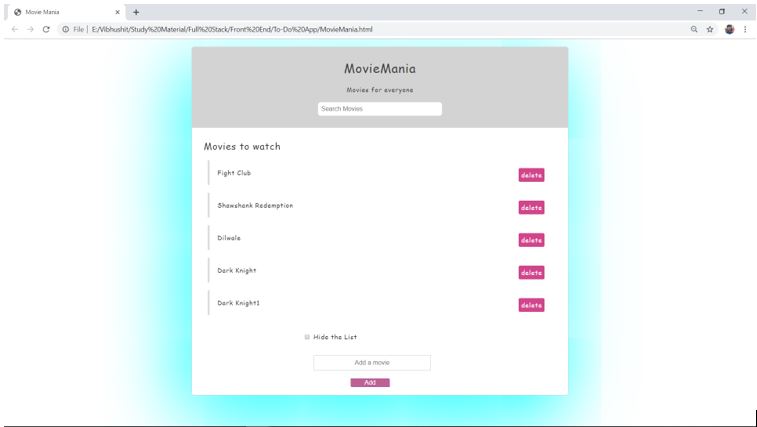 Movie Mania
File | E:/Vibhushit/Study%20Material/Full%20Stack/Front%20End/To-Do%20App/MovieMania.html
MovieMania
Movies for everyone
Search Movies
Movies to watch
Fight Club delete
Shawshank Redemption delete
Dilwale delete
Dark Knight delete
Dark Knight1 delete
Hide the List
Add a movie
Add